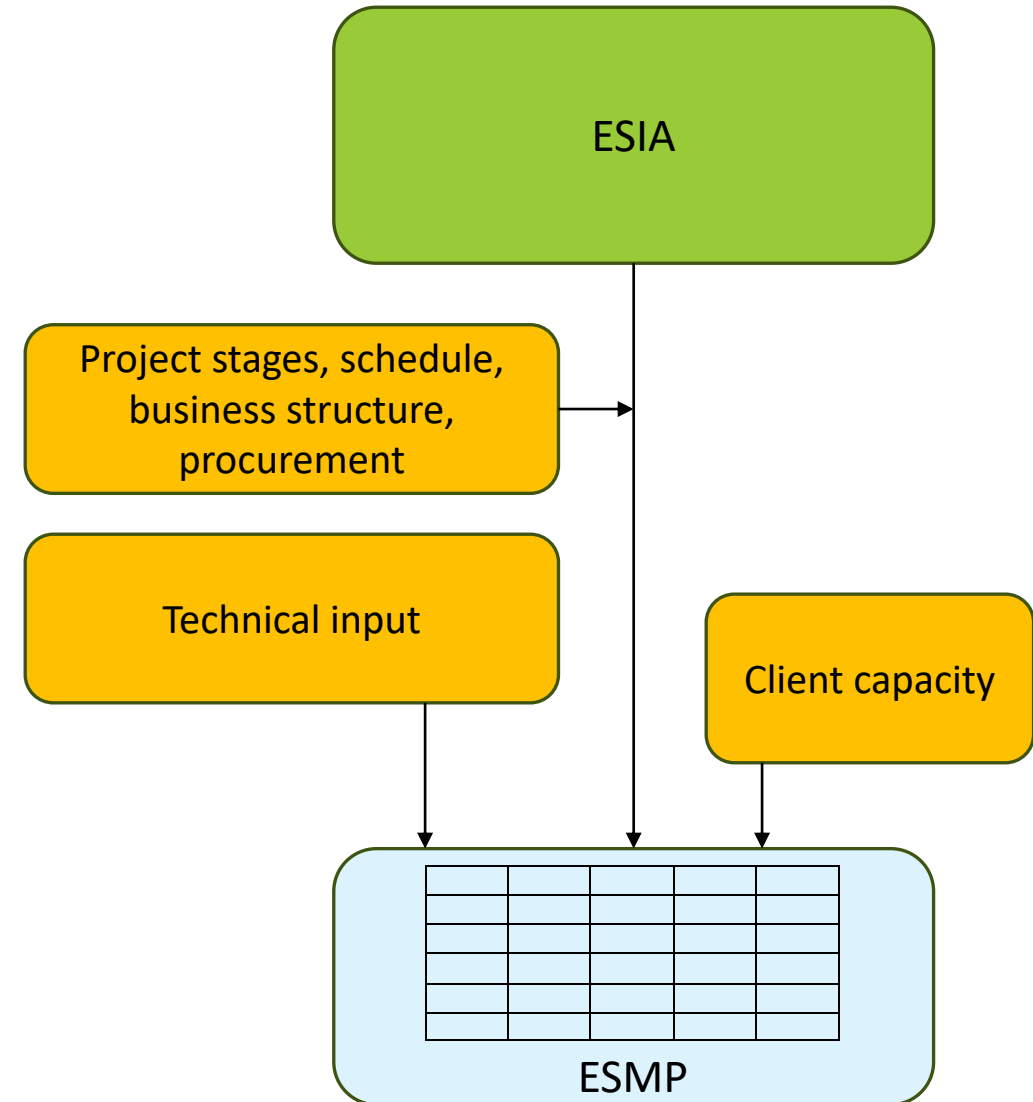 ESIA
Project stages, schedule,
business structure,
procurement
Technical input
Client capacity
ESMP